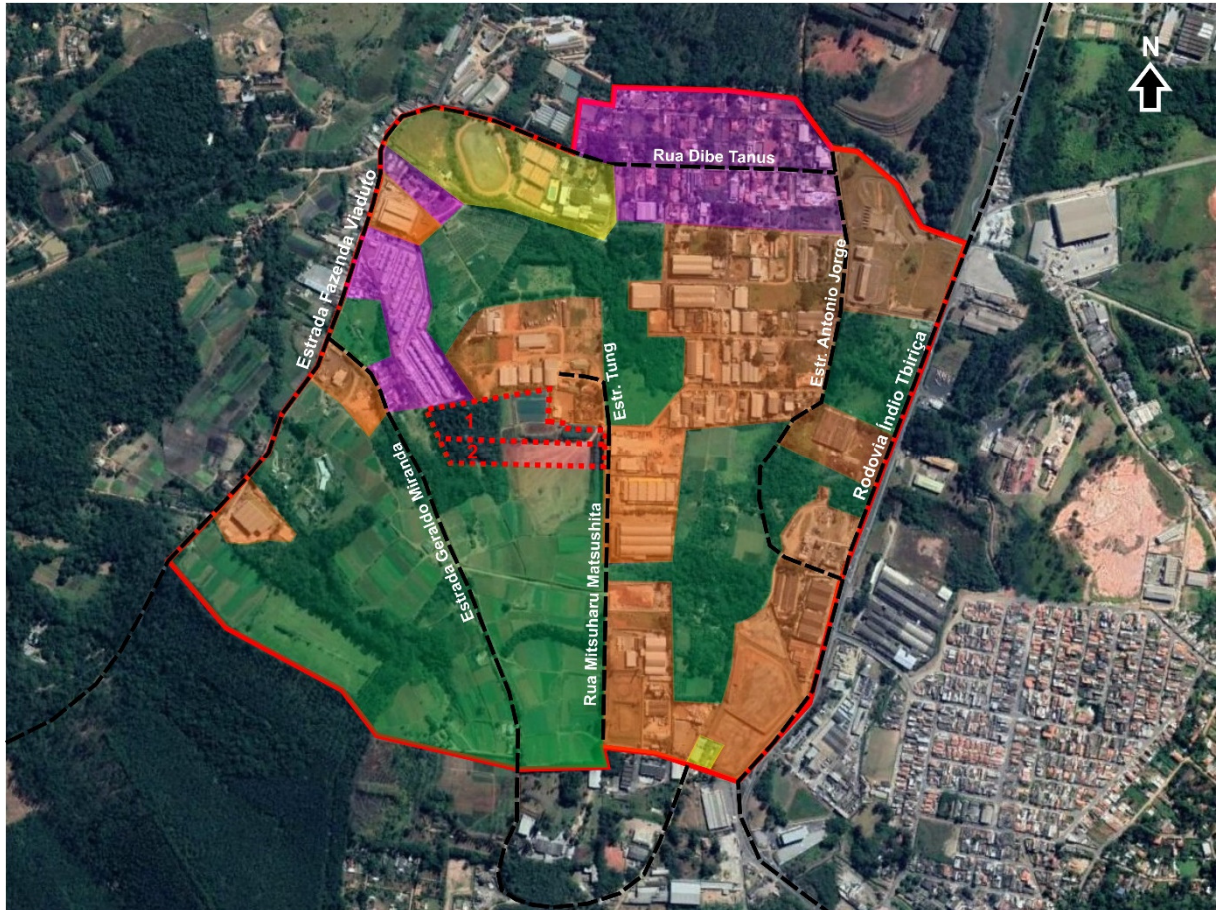 N
Rua Dibe Tanus
Estrada Fazenda Viaduto
Estr. Antonio Jorge
Estr. Tung
Rodovia Índio Tbiriça
1
2
Estrada Geraldo Miranda
Rua Mitsuharu Matsushita